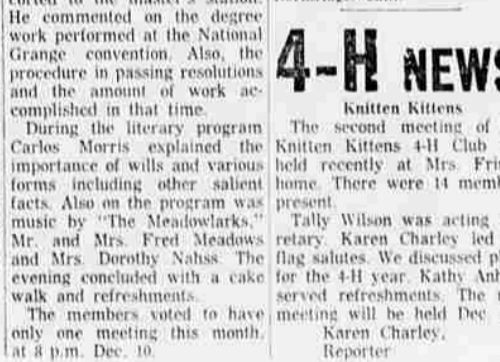 He commented on the degree
work performed at the National
Grange convention. Also, the
procedure in passing resolutions
and the amount of work ac-
complished in that time.
During the literary program
Carlos Morris explained the
importance of wills and various
forms including other salient
facts. Also on the program was
music by "The Meadowlarks,"
Mr. and Mrs. Fred Meadows
and Mrs. Dorothy Nahss. The
evening concluded with a cake
walk and refreshments.
The members voted to have
only one meeting this month,
at 8 p.m. Dec. 10.
4-H NEWS
Knitten Kittens
The second meeting of
Knitten Kittens 4-H Club
held recently at Mrs.
home. There were 14
present.
Tally Wilson was acting
retary. Karen Charley led
flag salutes. We discussed
for the 4-H year. Kathy
served refreshments. The
meeting will be held Dec
Karen Charley,
Reporter